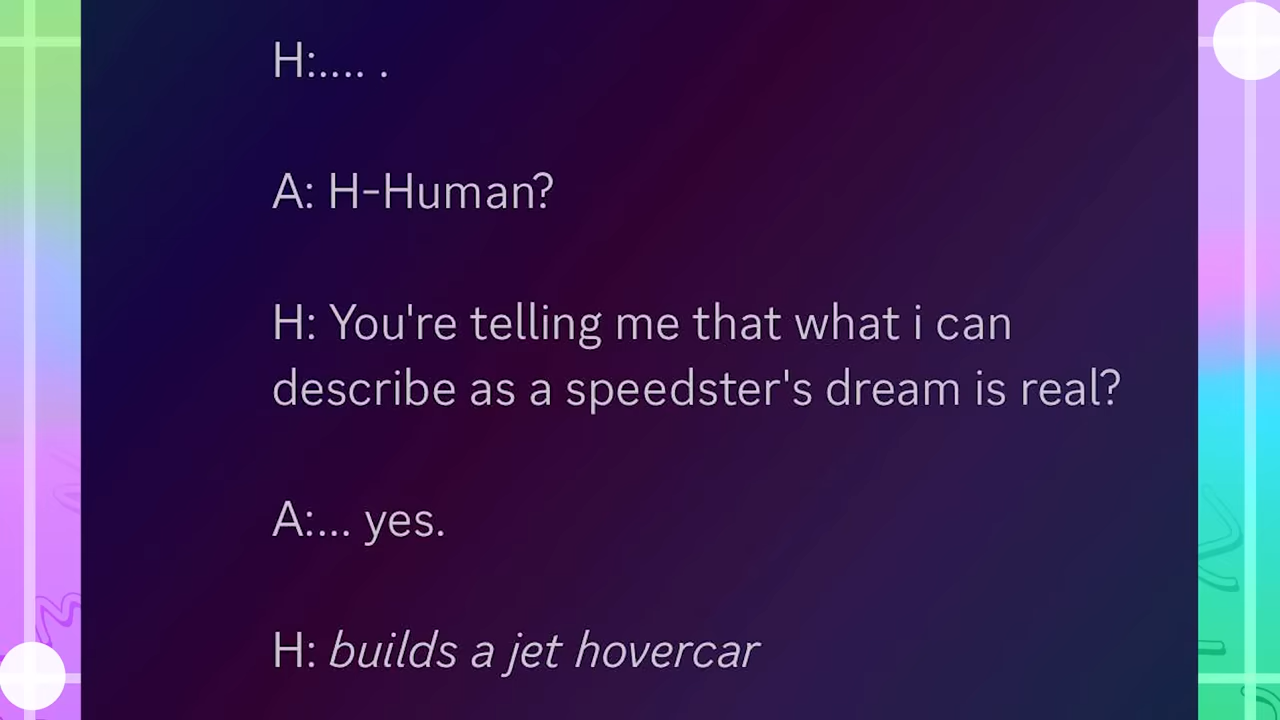 H:.... .
A: H-Human?
H: You're telling me that what i can
describe as a speedster's dream is real?
A:... yes.
H: builds a jet hovercar